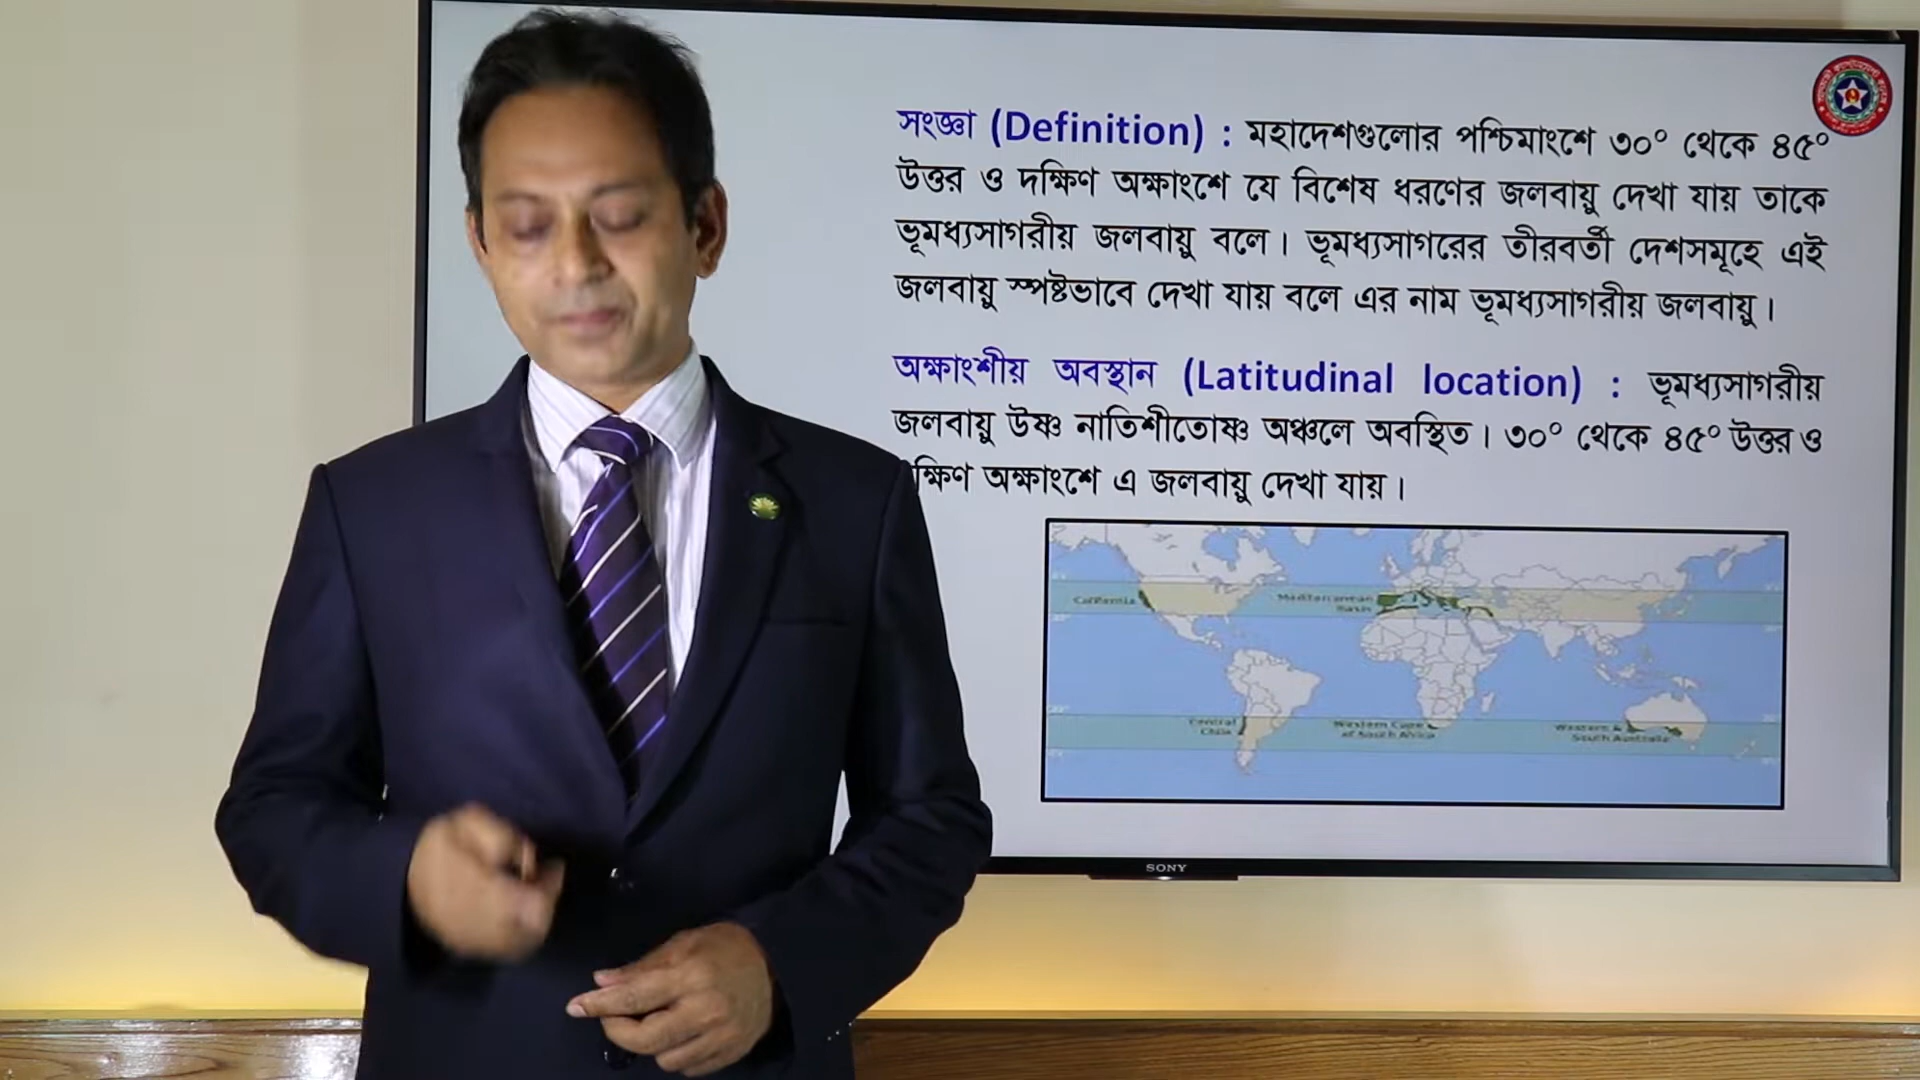 সংজ্ঞা (Definition) : মহাদেশগুলোর পশ্চিমাংশে ৩০° থেকে ৪৫°
উত্তর ও দক্ষিণ অক্ষাংশে যে বিশেষ ধরণের জলবায়ু দেখা যায় তাকে
ভূমধ্যসাগরীয় জলবায়ু বলে। ভূমধ্যসাগরের তীরবর্তী দেশসমূহে এই
জলবায়ু স্পষ্টভাবে দেখা যায় বলে এর নাম ভূমধ্যসাগরীয় জলবায়ু।
অক্ষাংশীয় অবস্থান (Latitudinal location) : ভূমধ্যসাগরীয়
জলবায়ু উষ্ণ নাতিশীতোষ্ণ অঞ্চলে অবস্থিত। ৩০° থেকে ৪৫° উত্তর ও
ক্ষিণ অক্ষাংশে এ জলবায়ু দেখা যায়।
California
Mediterranean
Basin
Central
Chile
Western Cape
of South Africa
Western &
South Australia
SONY